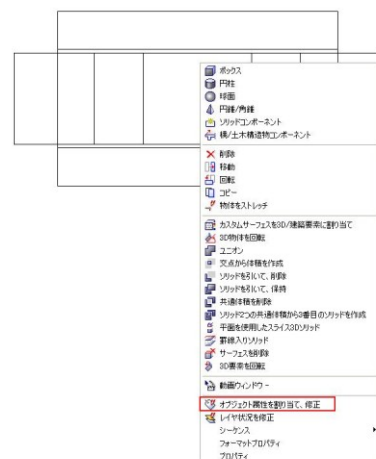 ボックス
円柱
球面
円錐/角錐
ソリッドコンポーネント
橋/土木構造物コンポーネント
削除
移動
回転
コピー
物体をストレッチ
カスタムサーフェスを3D/建築要素に割り当て
3D物体を回転
ユニオン
交点から体積を作成
ソリッドを引いて、削除
ソリッドを引いて、保持
共通体積を削除
ソリッド2つの共通体積から3番目のソリッドを作成
平面を使用したスライス3Dソリッド
罫線入りソリッド
サーフェスを削除
3D要素を回転
動画ウィンドウ -
オブジェクト属性を割り当て、修正
レイヤ状況を修正
シーケンス
フォーマットプロパティ
プロパティ